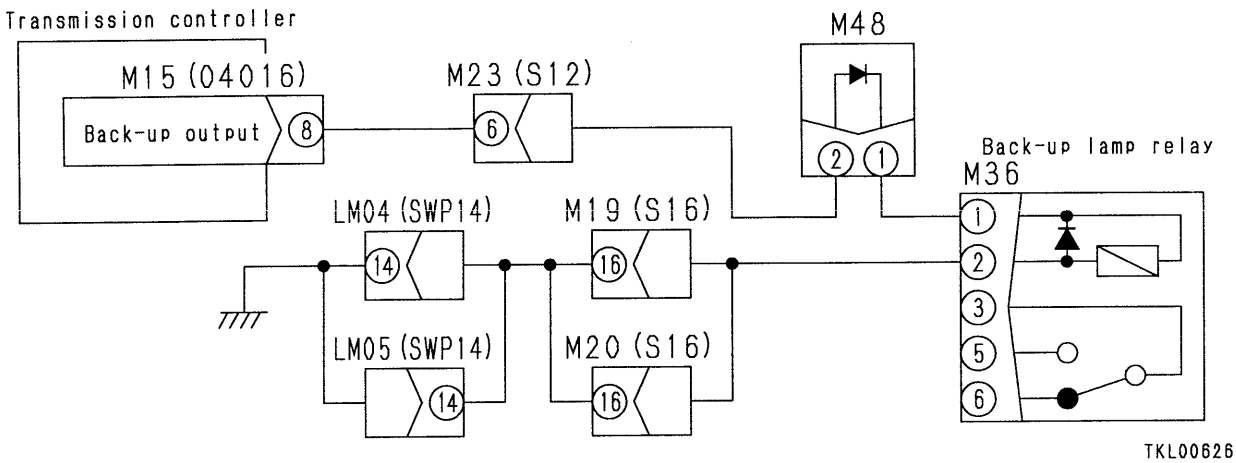 Transmission controller
M15 (04016)
Back-up output
8
M23 (S12)
6
M48
2
1
Back-up lamp relay
M36
1
2
3
5
6
LM04 (SWP14)
14
M19 (S16)
16
LM05 (SWP14)
14
M20 (S16)
16
TKL00626